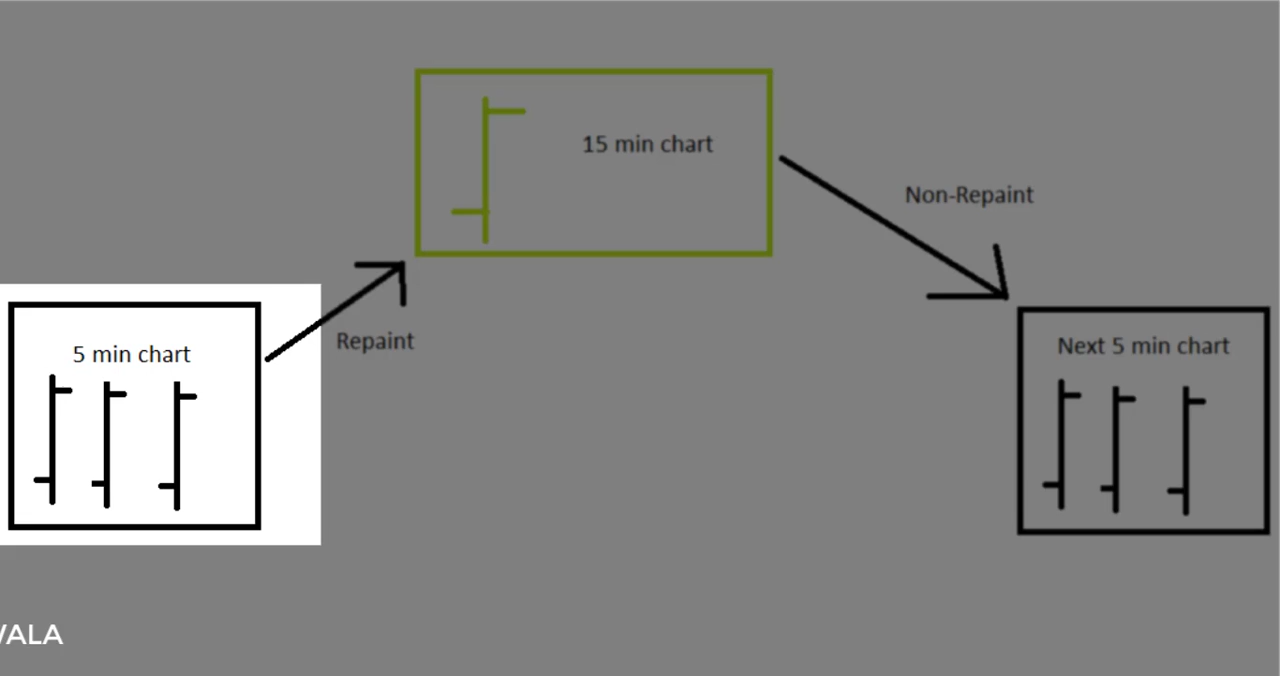 15 min chart
Non-Repaint
Repaint
5 min chart
Next 5 min chart